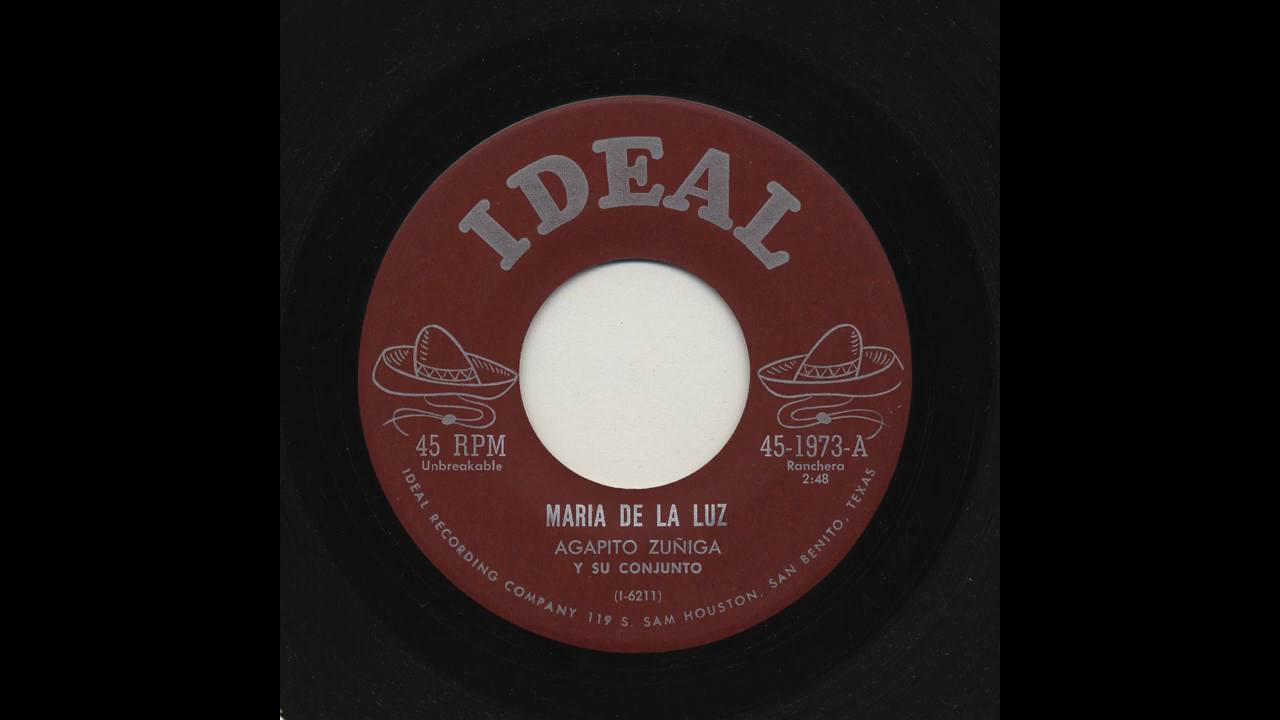 IDEAL
45 RPM
Unbreakable
45-1973-A
Ranchera
2:48
MARIA DE LA LUZ
AGAPITO ZUÑIGA
Y SU CONJUNTO
(I-6211)
IDEAL RECORDING COMPANY 119 S. SAM HOUSTON, SAN BENITO, TEXAS